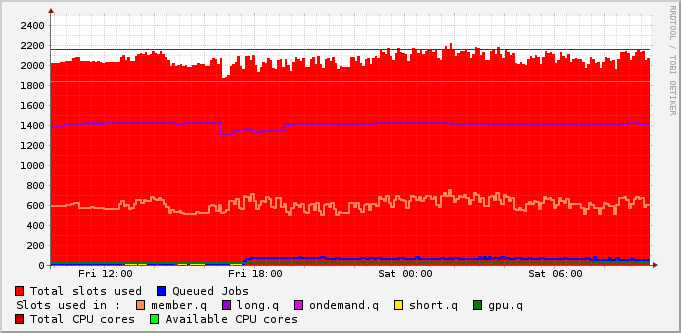 2400
2200
2000
1800
1600
1400
1200
1000
800
600
400
200
0
Fri 12:00 Fri 18:00 Sat 00:00 Sat 06:00
Total slots used Queued Jobs
Slots used in : member.q long.q ondemand.q short.q gpu.q
Total CPU cores Available CPU cores
RRDTOOL / TOBI OETIKER